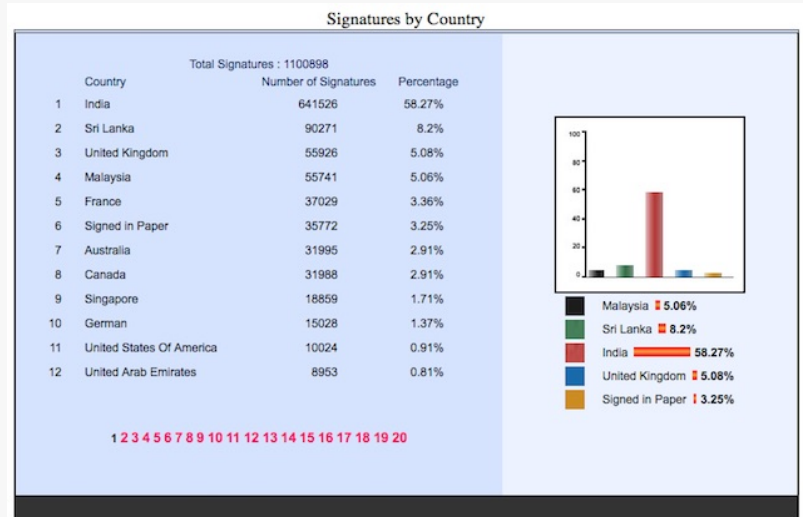 Signatures by Country
Total Signatures : 1100898
Country Number of Signatures Percentage
1 India 641526 58.27%
2 Sri Lanka 90271 8.2%
3 United Kingdom 55926 5.08%
4 Malaysia 55741 5.06%
5 France 37029 3.36%
6 Signed in Paper 35772 3.25%
7 Australia 31995 2.91%
8 Canada 31988 2.91%
9 Singapore 18859 1.71%
10 German 15028 1.37%
11 United States Of America 10024 0.91%
12 United Arab Emirates 8953 0.81%
1 2 3 4 5 6 7 8 9 10 11 12 13 14 15 16 17 18 19 20
100
80
60
40
20
0
Malaysia 5.06%
Sri Lanka 8.2%
India 58.27%
United Kingdom 5.08%
Signed in Paper 3.25%